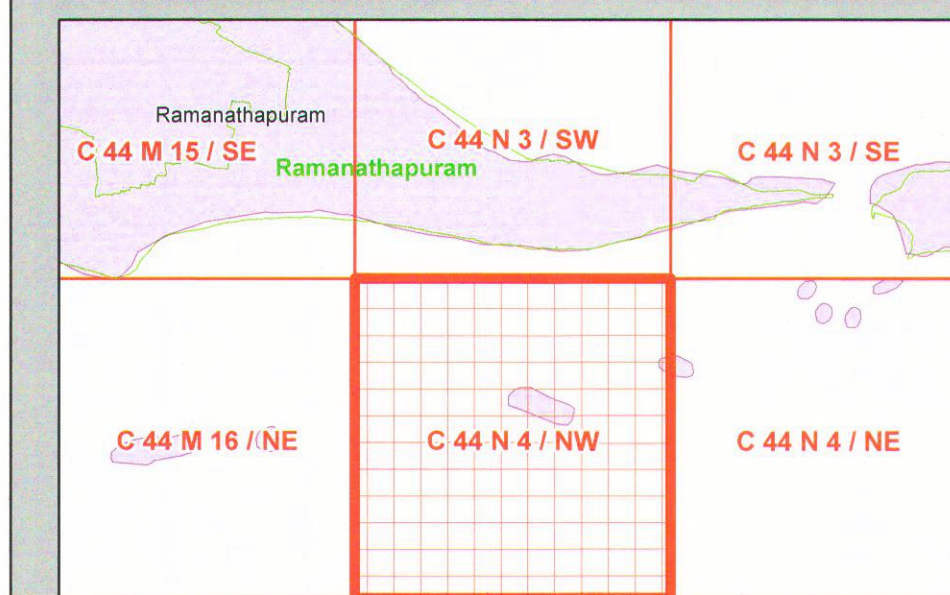 Ramanathapuram
C 44 M 15 / SE
Ramanathapuram
C 44 N 3 / SW
C 44 N 3 / SE
C 44 M 16 / NE
C 44 N 4 / NW
C 44 N 4 / NE